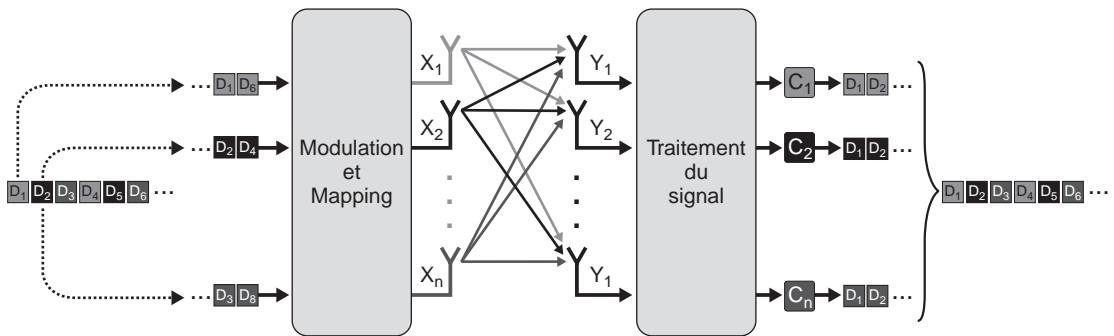 ... D1 D6
X1
Y1
C1
D1 D2 ...
... D2 D4
Modulation
et
Mapping
X2
Y2
Traitement
du
signal
C2
D1 D2 ...
D1 D2 D3 D4 D5 D6 ...
D1 D2 D3 D4 D5 D6 ...
... D3 D8
Xn
Y1
Cn
D1 D2 ...